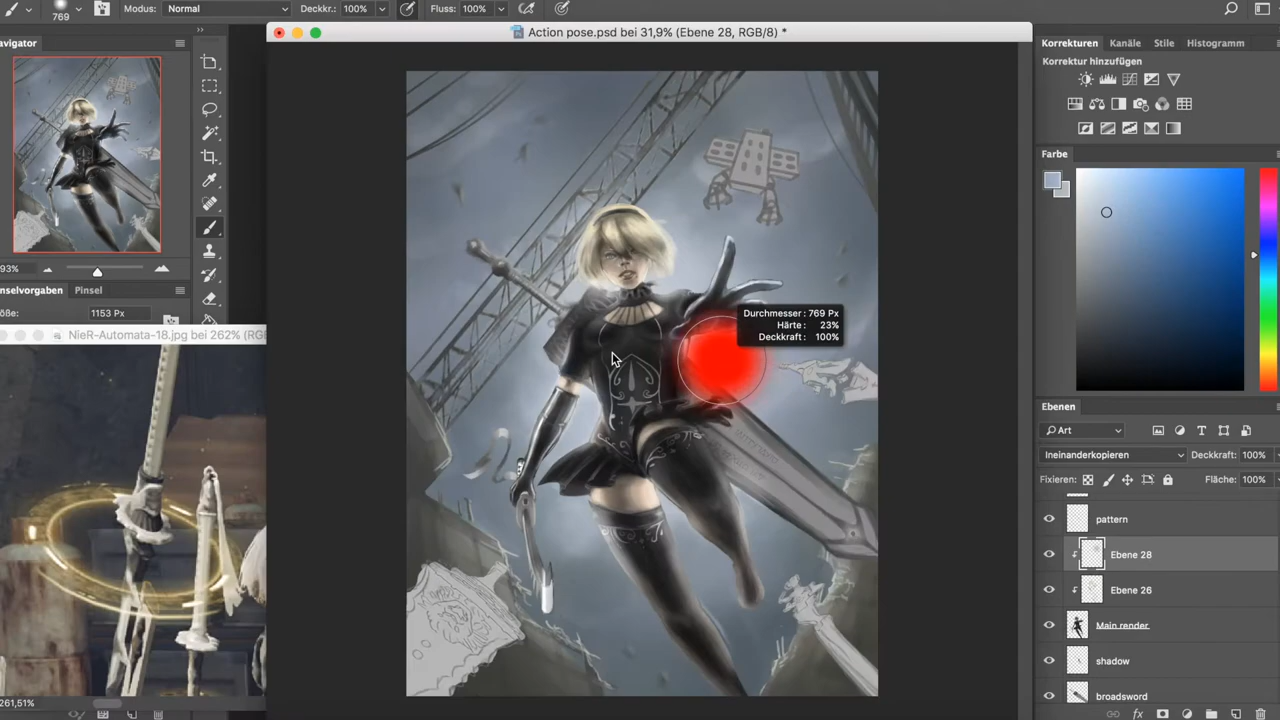 769
Modus: Normal
Deckkr.: 100%
Fluss: 100%
Action pose.psd bei 31,9% (Ebene 28, RGB/8) *
avigator
93%
inselvorgaben
Pinsel
öße:
1153 Px
NieR-Automata-18.jpg bei 262% (RG
261,51%
Durchmesser : 769 Px
Härte : 23%
Deckkraft : 100%
Korrekturen
Kanäle
Stile
Histogramm
Korrektur hinzufügen
Farbe
Ebenen
Art
Ineinanderkopieren
Deckkraft: 100%
Fixieren:
Fläche: 100%
pattern
Ebene 28
Ebene 26
Main render
shadow
broadsword
fx